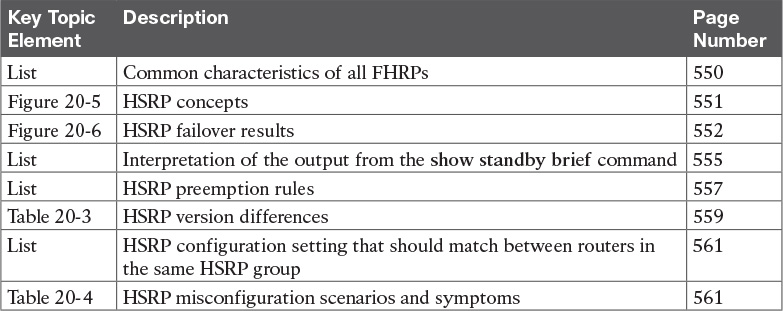 Key Topic Element Description Page Number
List Common characteristics of all FHRPs 550
Figure 20-5 HSRP concepts 551
Figure 20-6 HSRP failover results 552
List Interpretation of the output from the show standby brief command 555
List HSRP preemption rules 557
Table 20-3 HSRP version differences 559
List HSRP configuration setting that should match between routers in 561
the same HSRP group
Table 20-4 HSRP misconfiguration scenarios and symptoms 561